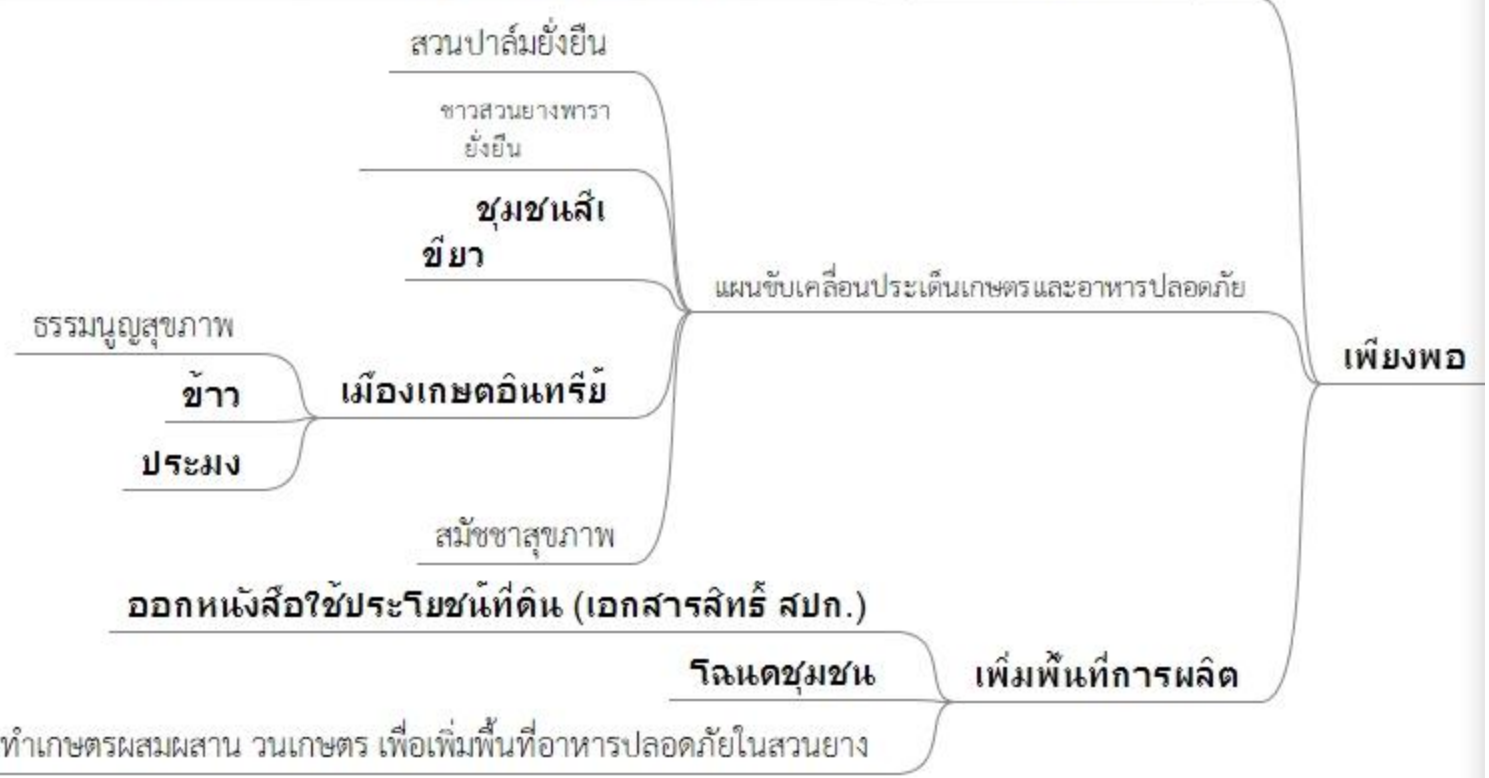 สวนปาล์มยั่งยืน
ชาวสวนยางพารา
ยั่งยืน
ชุมชนสีเ
ขียว
แผนขับเคลื่อนประเด็นเกษตรและอาหารปลอดภัย
เพียงพอ
ธรรมนูญสุขภาพ
ข้าว
เมืองเกษตอินทรีย์
ประมง
สมัชชาสุขภาพ
ออกหนังสือใช้ประโยชน์ที่ดิน (เอกสารสิทธิ์ สปก.)
โฉนดชุมชน
เพิ่มพื้นที่การผลิต
ทำเกษตรผสมผสาน วนเกษตร เพื่อเพิ่มพื้นที่อาหารปลอดภัยในสวนยาง